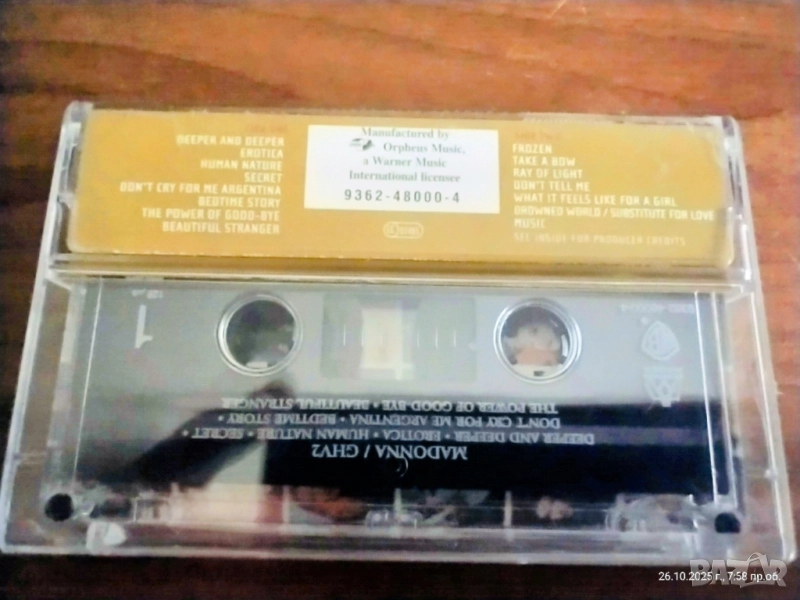 DEEPER AND DEEPER
EROTICA
HUMAN NATURE
SECRET
DON'T CRY FOR ME ARGENTINA
BEDTIME STORY
THE POWER OF GOOD-BYE
BEAUTIFUL STRANGER
Manufactured by
Orpheus Music,
a Warner Music
International licensee
9362-48000-4
FROZEN
TAKE A BOW
RAY OF LIGHT
DON'T TELL ME
WHAT IT FEELS LIKE FOR A GIRL
DROWNED WORLD / SUBSTITUTE FOR LOVE
MUSIC
SEE INSIDE FOR PRODUCER CREDITS
1
MADONNA / GHV2
DEEPER AND DEEPER • EROTICA • HUMAN NATURE • SECRET •
DON'T CRY FOR ME ARGENTINA • BEDTIME STORY •
THE POWER OF GOOD-BYE • BEAUTIFUL STRANGER
BAZAR
26.10.2025 г., 7:58 пр.об.